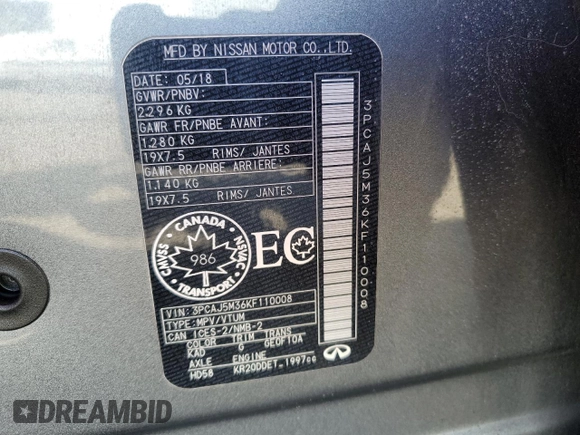 MFD BY NISSAN MOTOR CO.,LTD.
DATE: 05/18
GVWR/PNBV:
2296 KG
GAWR FR/PNBE AVANT:
1280 KG
19X7.5 RIMS/ JANTES
GAWR RR/PNBE ARRIERE:
1140 KG
19X7.5 RIMS/ JANTES
CANADA
CMVSS
NSVAC
986
TRANSPORT
EC
VIN: 3PCAJ5M36KF110008
TYPE: MPV/VTUM
CAN ICES-2/NMB-2
COLOR TRIM TRANS
KAD G GE0F10A
AXLE ENGINE
HD58 KR20DDET 1997cc
3PCAJ5M36KF110008
DREAMBID